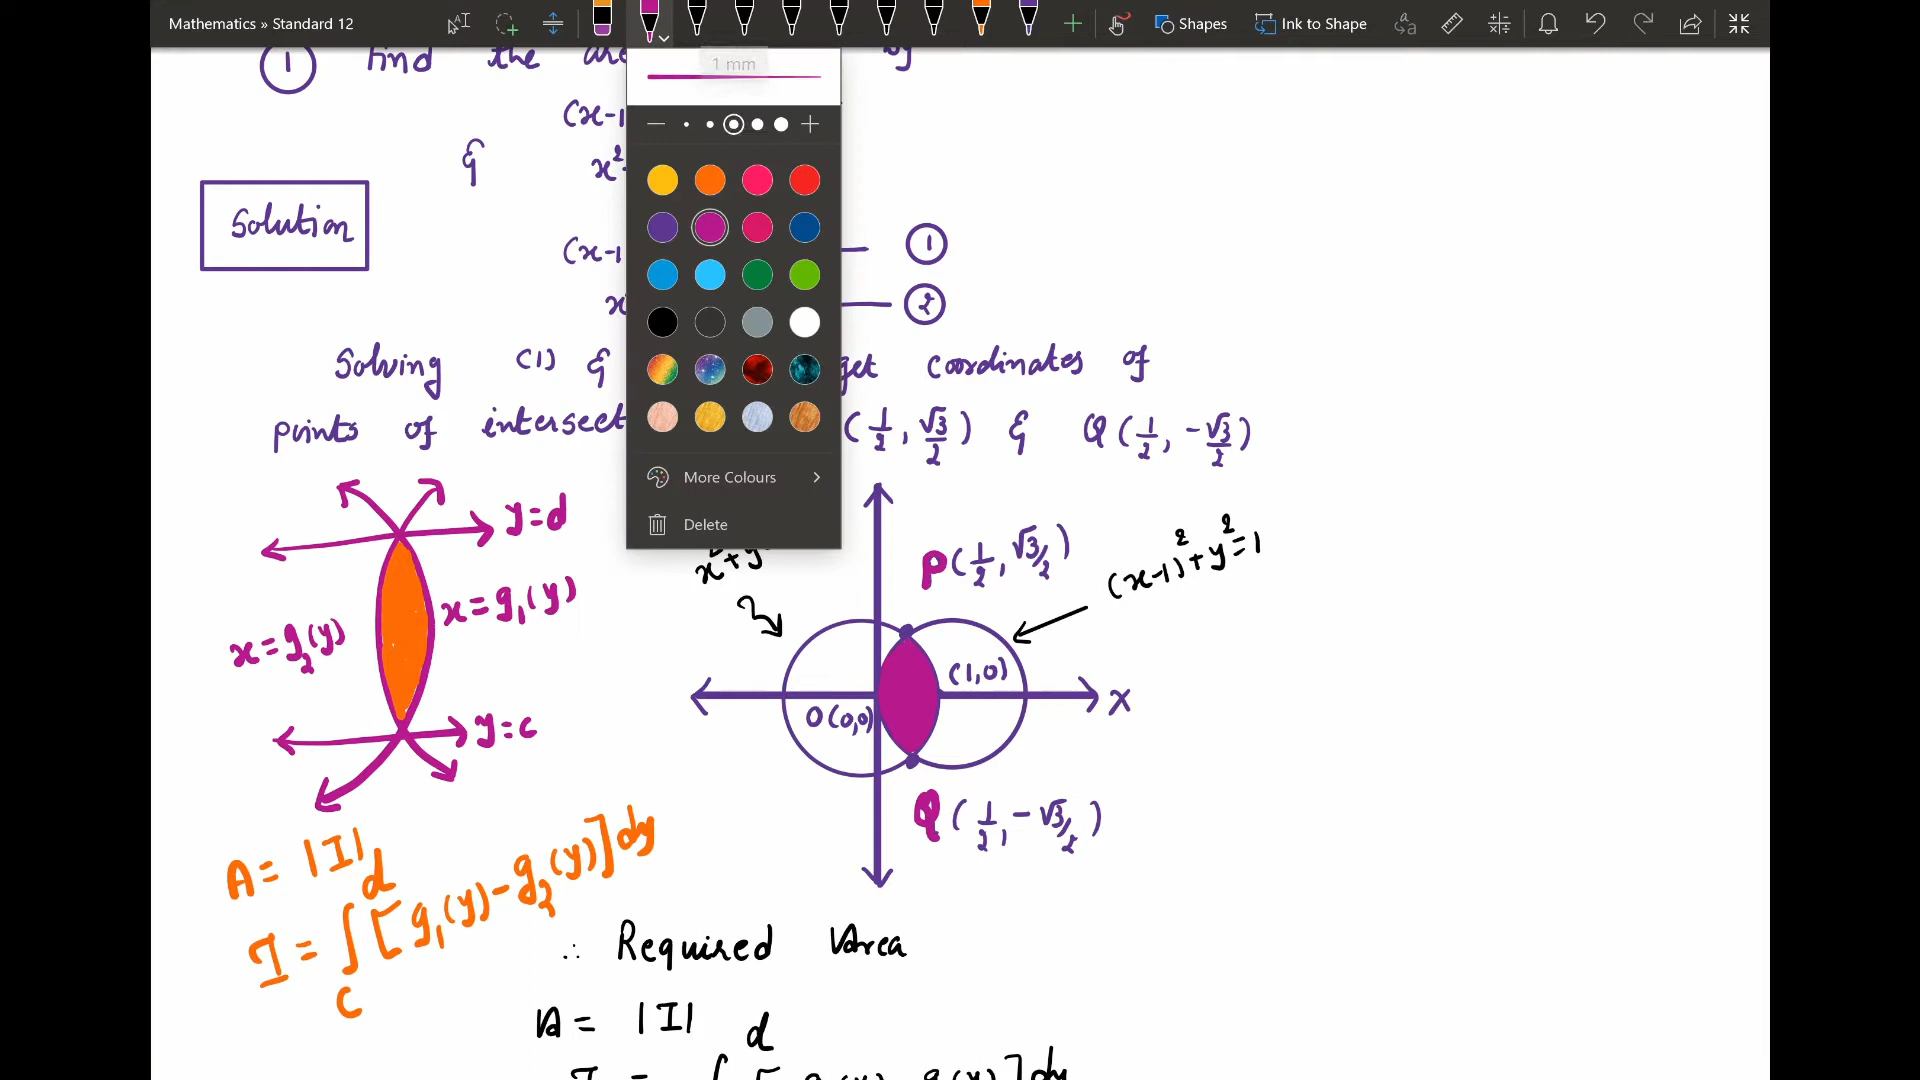 Mathematics » Standard 12
Shapes
Ink to Shape
1 mm
① Find the by
(x-1
& x²
Solution
(x-1 — ①
x — ②
Solving (1) & get coordinates of
points of intersect (1/2, √3/2) & Q(1/2, -√3/2)
More Colours
Delete
y=d
x=g₁(y)
x=g₂(y)
y=c
x²+y
P(1/2, √3/2)
(x-1)²+y²=1
(1,0)
O(0,0)
X
Q(1/2, -√3/2)
A = |I|
I = ∫ d c [g₁(y)-g₂(y)]dy
∴ Required Area
A = |I|
d